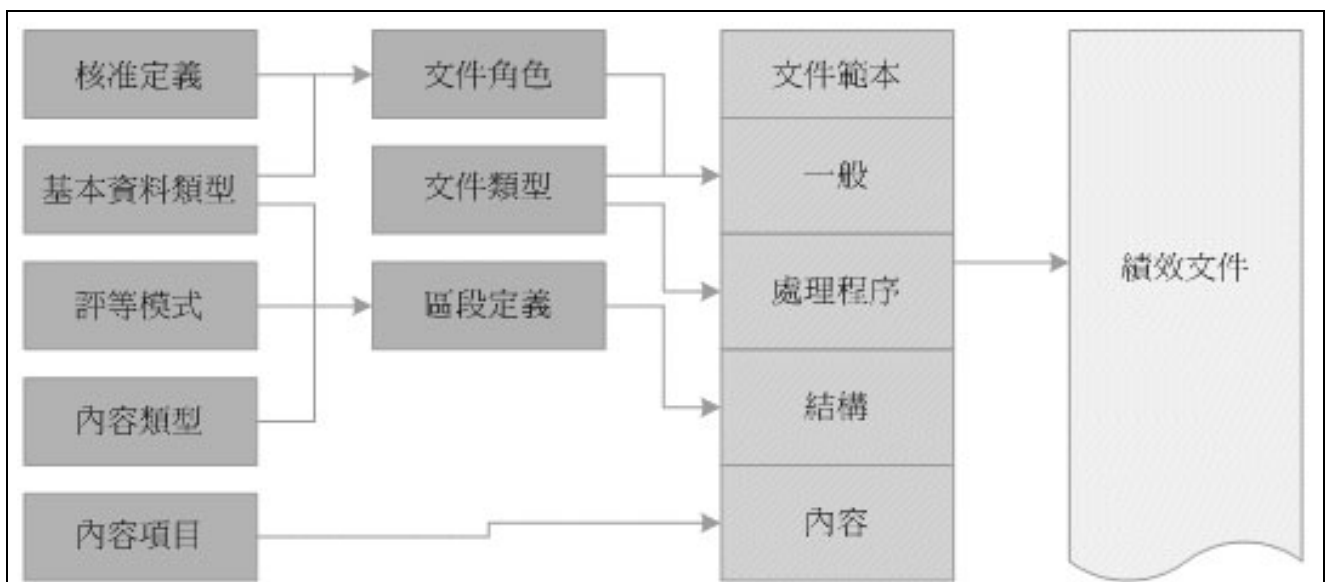 核准定義
基本資料類型
評等模式
內容類型
內容項目
文件角色
文件類型
區段定義
文件範本
一般
處理程序
結構
內容
績效文件